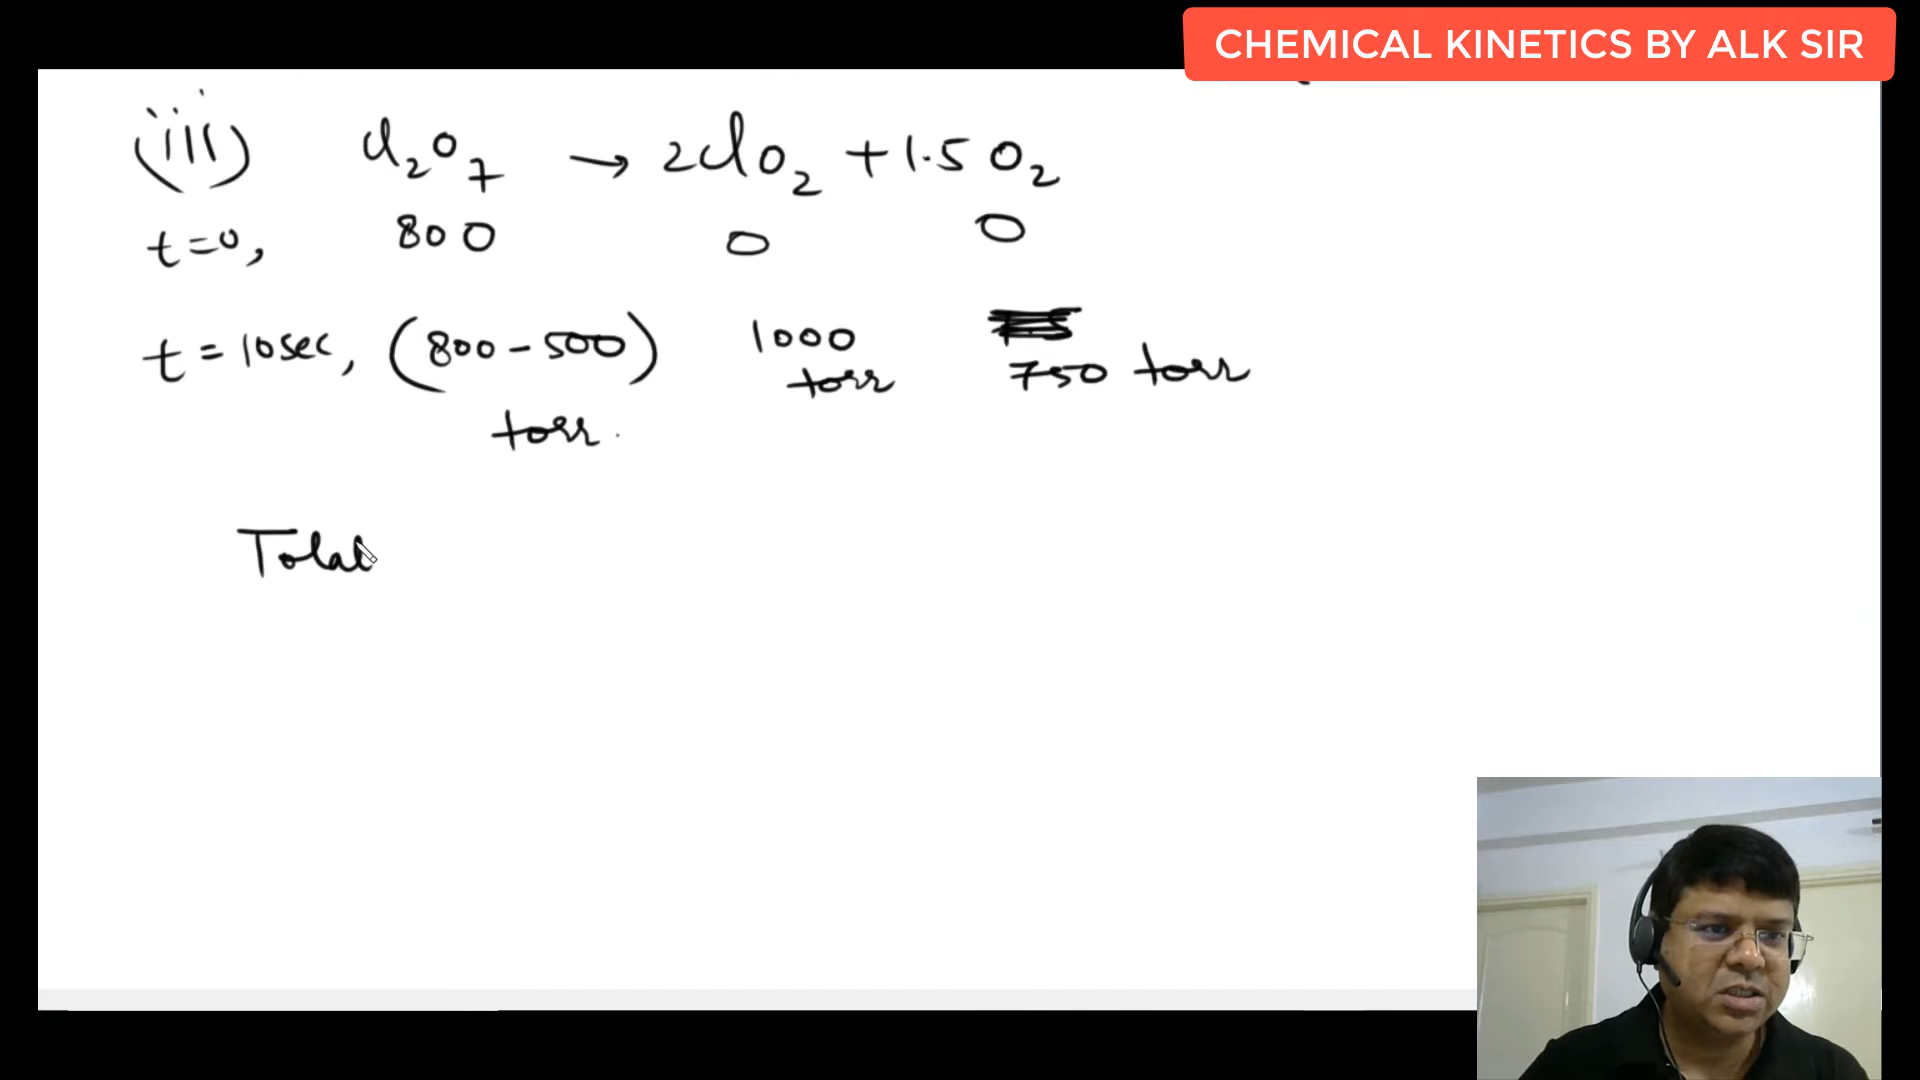 CHEMICAL KINETICS BY ALK SIR
(iii) Cl₂O₇ → 2ClO₂ + 1.5 O₂
t=0, 800 0 0
t = 10sec, (800 - 500) 1000
torr 750 torr
torr.
Total